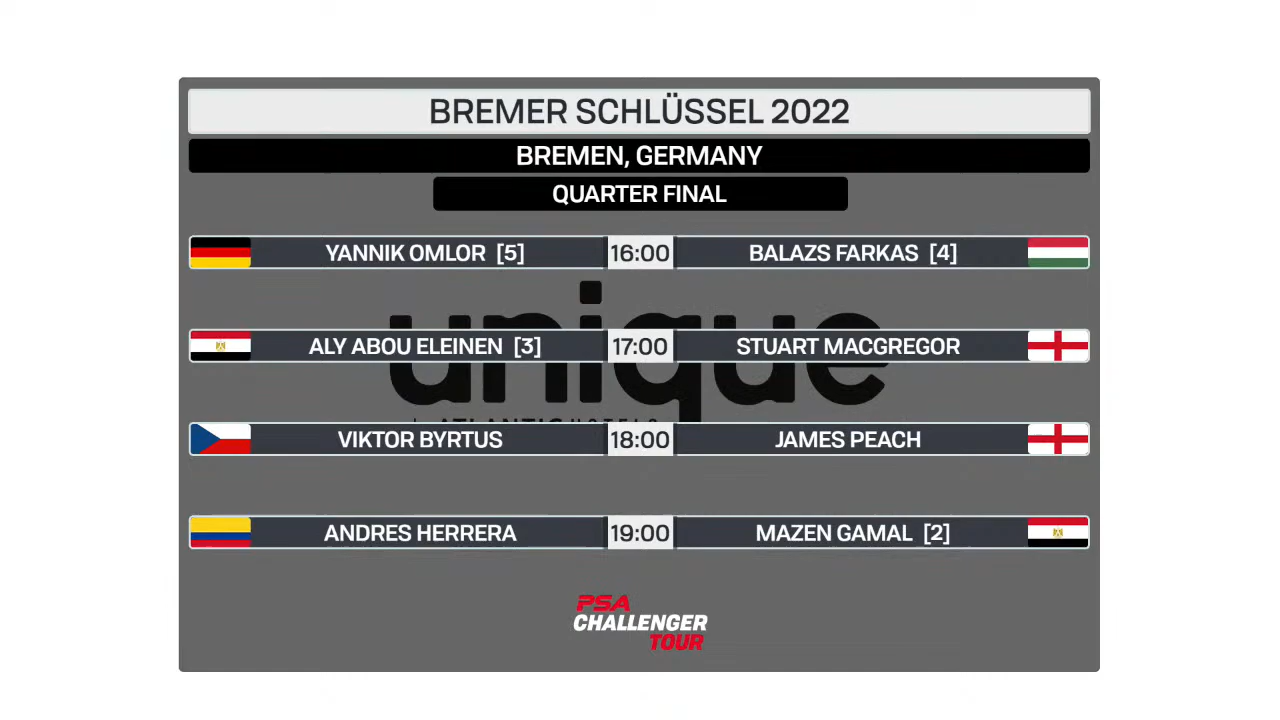 BREMER SCHLÜSSEL 2022
BREMEN, GERMANY
QUARTER FINAL
YANNIK OMLOR [5] 16:00 BALAZS FARKAS [4]
unique
ALY ABOU ELEINEN [3] 17:00 STUART MACGREGOR
VIKTOR BYRTUS 18:00 JAMES PEACH
ANDRES HERRERA 19:00 MAZEN GAMAL [2]
PSA
CHALLENGER
TOUR